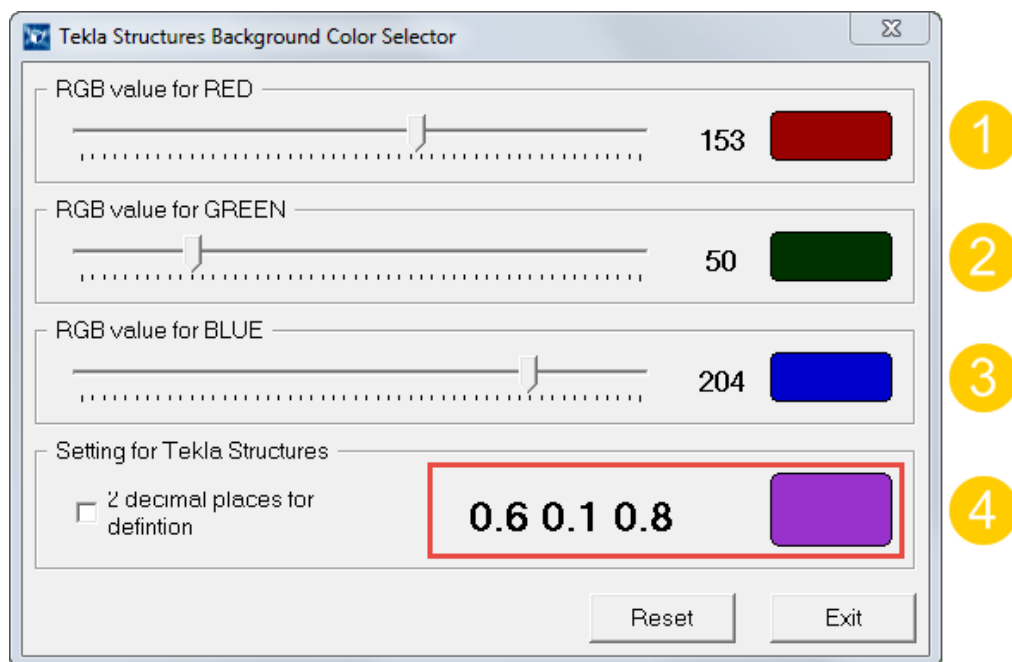 Tekla Structures Background Color Selector
RGB value for RED
153
1
RGB value for GREEN
50
2
RGB value for BLUE
204
3
Setting for Tekla Structures
2 decimal places for
defintion
0.6 0.1 0.8
4
Reset
Exit